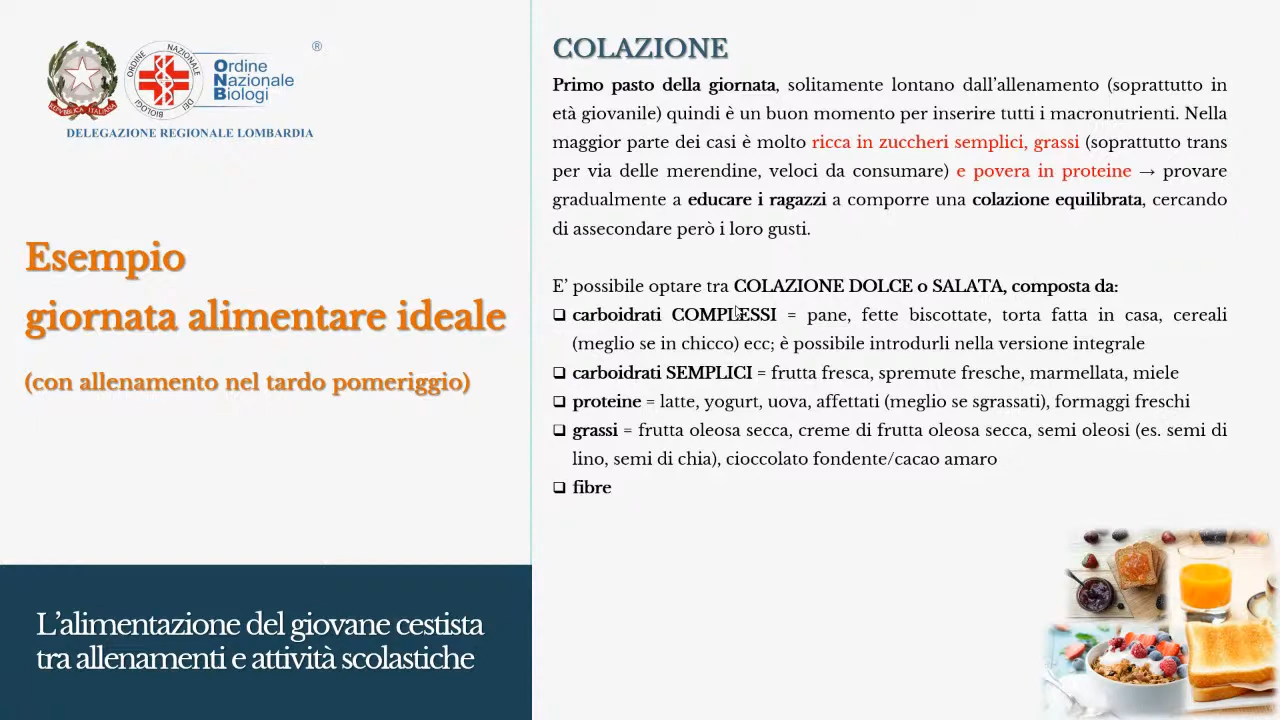 ®
ORDINE NAZIONALE DEI BIOLOGI
Ordine
Nazionale
Biologi
REPVBBLICA ITALIANA
DELEGAZIONE REGIONALE LOMBARDIA
Esempio
giornata alimentare ideale
(con allenamento nel tardo pomeriggio)
L’alimentazione del giovane cestista
tra allenamenti e attività scolastiche
COLAZIONE
Primo pasto della giornata, solitamente lontano dall’allenamento (soprattutto in
età giovanile) quindi è un buon momento per inserire tutti i macronutrienti. Nella
maggior parte dei casi è molto ricca in zuccheri semplici, grassi (soprattutto trans
per via delle merendine, veloci da consumare) e povera in proteine → provare
gradualmente a educare i ragazzi a comporre una colazione equilibrata, cercando
di assecondare però i loro gusti.
E’ possibile optare tra COLAZIONE DOLCE o SALATA, composta da:
❑ carboidrati COMPLESSI = pane, fette biscottate, torta fatta in casa, cereali
(meglio se in chicco) ecc; è possibile introdurli nella versione integrale
❑ carboidrati SEMPLICI = frutta fresca, spremute fresche, marmellata, miele
❑ proteine = latte, yogurt, uova, affettati (meglio se sgrassati), formaggi freschi
❑ grassi = frutta oleosa secca, creme di frutta oleosa secca, semi oleosi (es. semi di
lino, semi di chia), cioccolato fondente/cacao amaro
❑ fibre